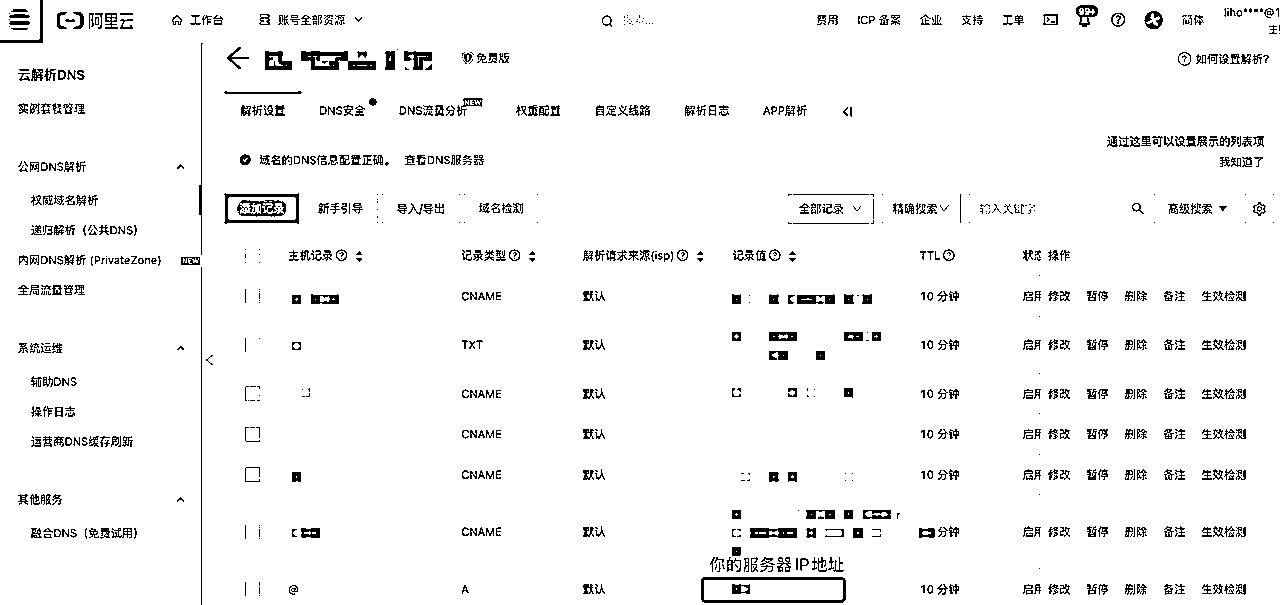 阿里云 工作台 账号全部资源 费用 ICP 备案 企业 支持 工单 99+ 简体 liho****@1
云解析DNS
实例套餐管理
公网DNS解析
权威域名解析
递归解析（公共DNS）
内网DNS解析 (PrivateZone) NEW
全局流量管理
系统运维
辅助DNS
操作日志
运营商DNS缓存刷新
其他服务
融合DNS（免费试用）
免费版 如何设置解析?
解析设置 DNS安全 DNS流量分析 NEW 权重配置 自定义线路 解析日志 APP解析
通过这里可以设置展示的列表项
我知道了
域名的DNS信息配置正确。 查看DNS服务器
添加记录 新手引导 导入/导出 域名检测 全部记录 精确搜索 输入关键字 高级搜索
主机记录 记录类型 解析请求来源(isp) 记录值 TTL 状态 操作
CNAME 默认 10 分钟 启用 修改 暂停 删除 备注 生效检测
TXT 默认 10 分钟 启用 修改 暂停 删除 备注 生效检测
CNAME 默认 10 分钟 启用 修改 暂停 删除 备注 生效检测
CNAME 默认 10 分钟 启用 修改 暂停 删除 备注 生效检测
CNAME 默认 10 分钟 启用 修改 暂停 删除 备注 生效检测
CNAME 默认 分钟 启用 修改 暂停 删除 备注 生效检测
你的服务器IP地址
@ A 默认 10 分钟 启用 修改 暂停 删除 备注 生效检测